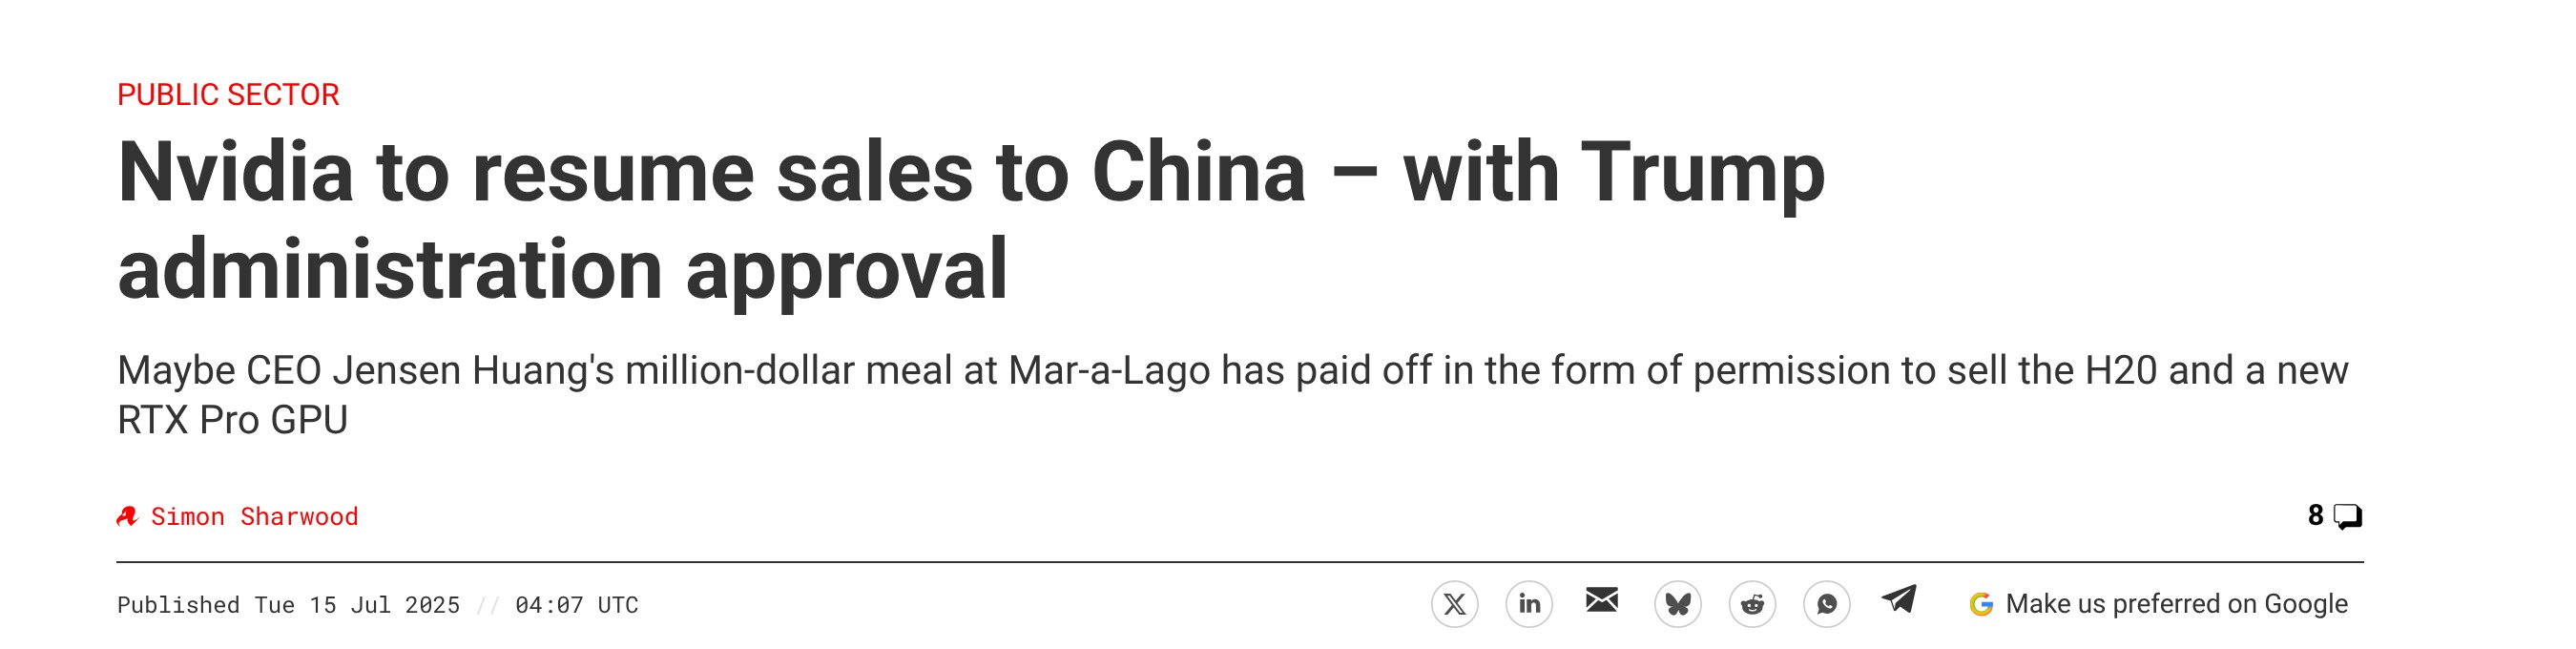 PUBLIC SECTOR
Nvidia to resume sales to China – with Trump
administration approval
Maybe CEO Jensen Huang's million-dollar meal at Mar-a-Lago has paid off in the form of permission to sell the H20 and a new
RTX Pro GPU
Simon Sharwood
8
Published Tue 15 Jul 2025 // 04:07 UTC
Make us preferred on Google